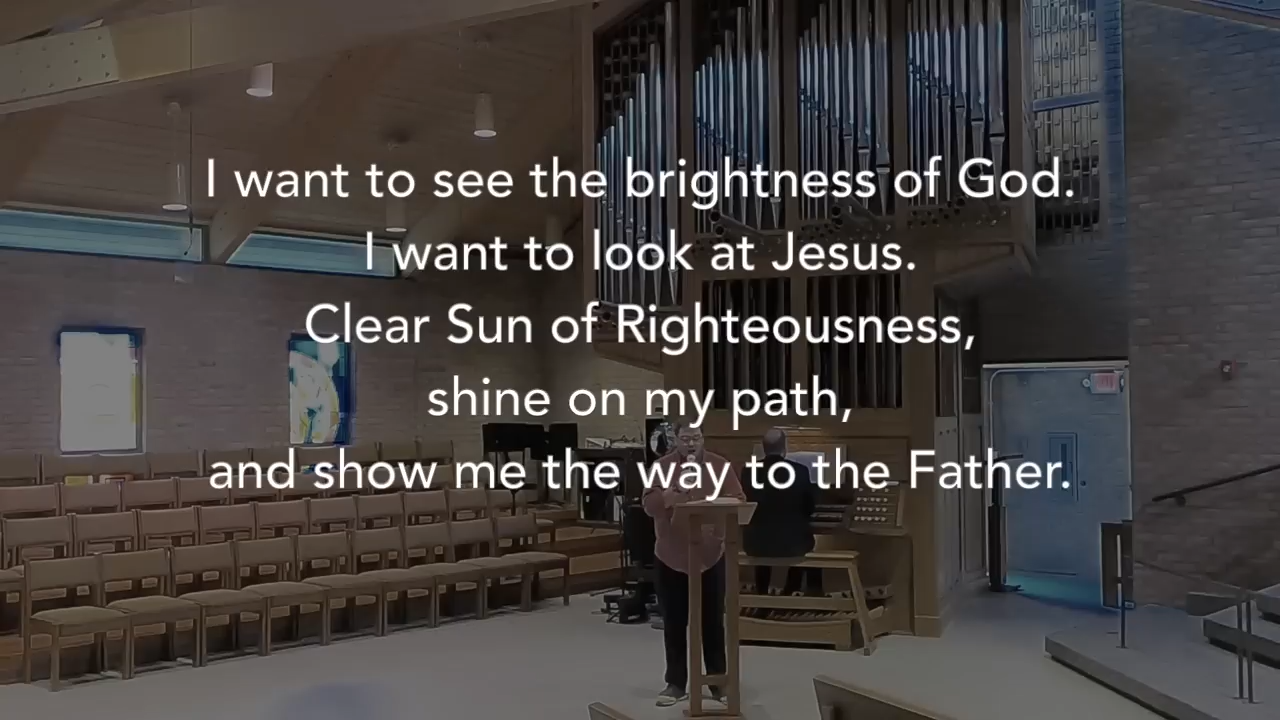 I want to see the brightness of God.
I want to look at Jesus.
Clear Sun of Righteousness,
shine on my path,
and show me the way to the Father.